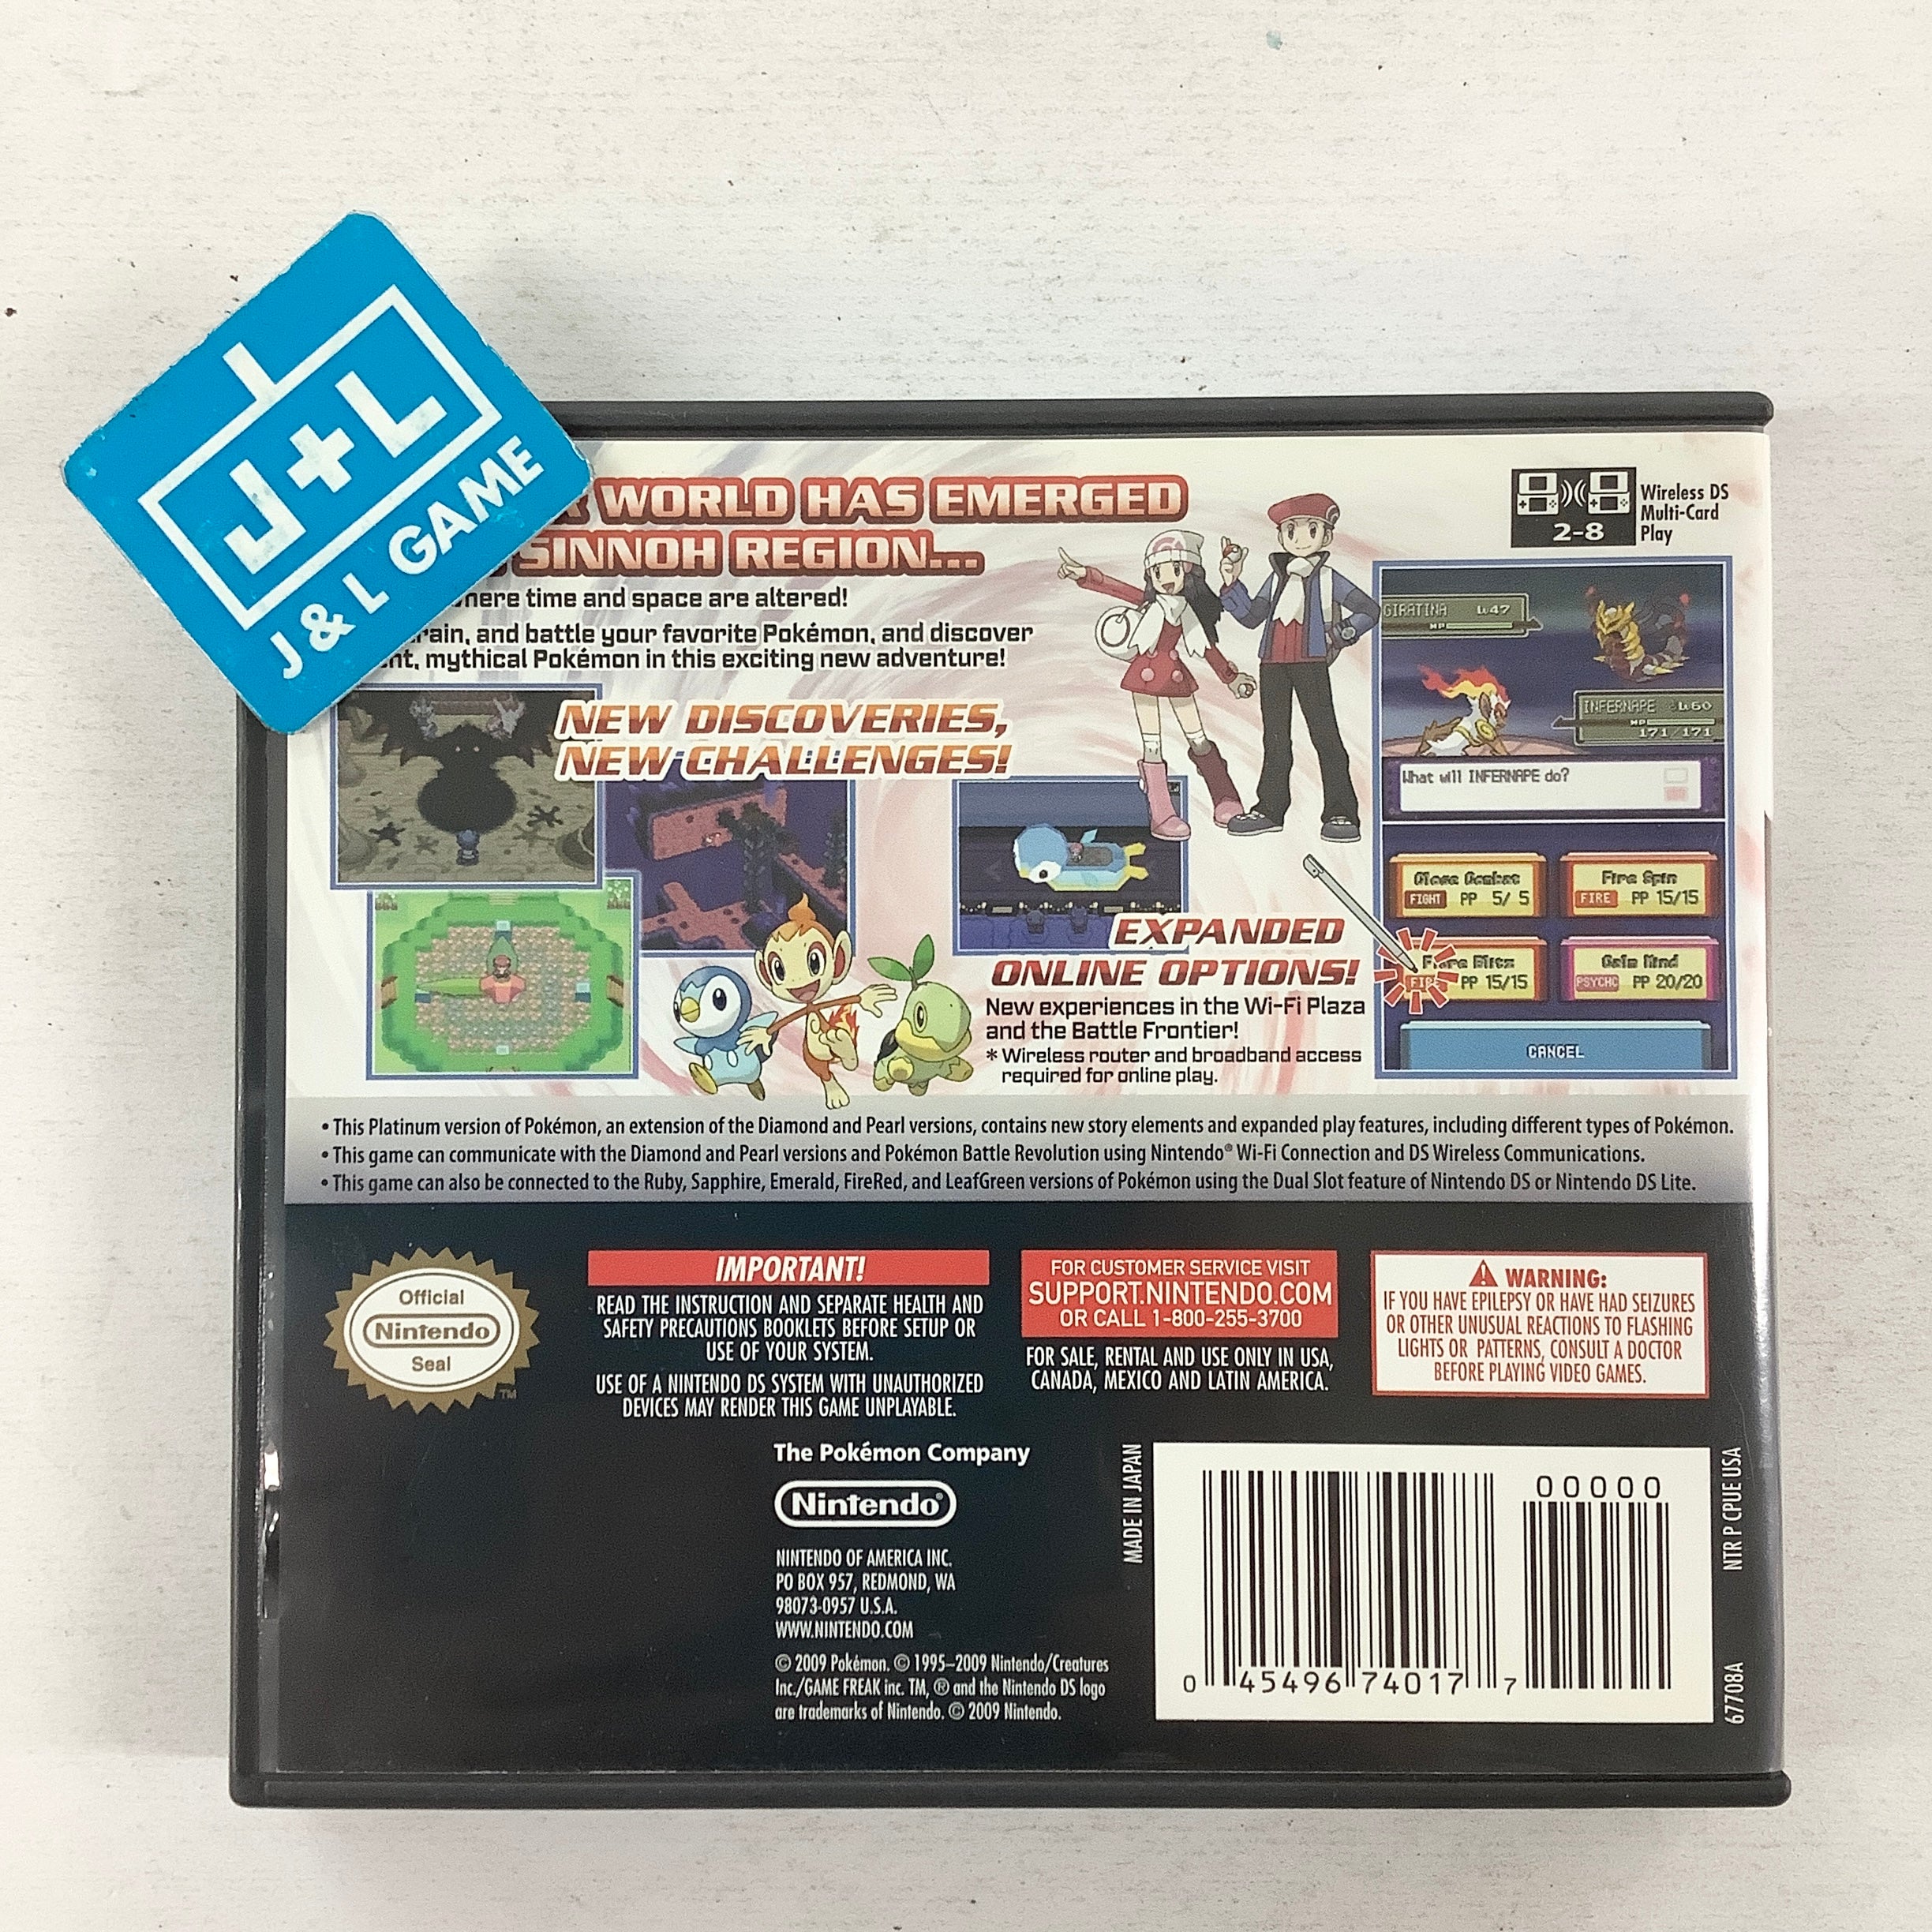 J+L
J & L GAME
WORLD HAS EMERGED
SINNOH REGION...
where time and space are altered!
train, and battle your favorite Pokémon, and discover
mythical Pokémon in this exciting new adventure!
NEW DISCOVERIES,
NEW CHALLENGES!
2-8
Wireless DS
Multi-Card
Play
GIRATINA Lv47
HP
INFERNAPE Lv60
HP
171/171
What will INFERNAPE do?
Close Combat
FIGHT PP 5/ 5
Fire Spin
FIRE PP 15/15
Flare Blitz
FIRE PP 15/15
Calm Mind
PSYCHC PP 20/20
CANCEL
EXPANDED
ONLINE OPTIONS!
New experiences in the Wi-Fi Plaza
and the Battle Frontier!
* Wireless router and broadband access
required for online play.
• This Platinum version of Pokémon, an extension of the Diamond and Pearl versions, contains new story elements and expanded play features, including different types of Pokémon.
• This game can communicate with the Diamond and Pearl versions and Pokémon Battle Revolution using Nintendo® Wi-Fi Connection and DS Wireless Communications.
• This game can also be connected to the Ruby, Sapphire, Emerald, FireRed, and LeafGreen versions of Pokémon using the Dual Slot feature of Nintendo DS or Nintendo DS Lite.
Official
Nintendo
Seal
TM
IMPORTANT!
READ THE INSTRUCTION AND SEPARATE HEALTH AND
SAFETY PRECAUTIONS BOOKLETS BEFORE SETUP OR
USE OF YOUR SYSTEM.
USE OF A NINTENDO DS SYSTEM WITH UNAUTHORIZED
DEVICES MAY RENDER THIS GAME UNPLAYABLE.
FOR CUSTOMER SERVICE VISIT
SUPPORT.NINTENDO.COM
OR CALL 1-800-255-3700
FOR SALE, RENTAL AND USE ONLY IN USA,
CANADA, MEXICO AND LATIN AMERICA.
WARNING:
IF YOU HAVE EPILEPSY OR HAVE HAD SEIZURES
OR OTHER UNUSUAL REACTIONS TO FLASHING
LIGHTS OR PATTERNS, CONSULT A DOCTOR
BEFORE PLAYING VIDEO GAMES.
The Pokémon Company
Nintendo®
NINTENDO OF AMERICA INC.
PO BOX 957, REDMOND, WA
98073-0957 U.S.A.
WWW.NINTENDO.COM
© 2009 Pokémon. © 1995–2009 Nintendo/Creatures
Inc./GAME FREAK inc. TM, ® and the Nintendo DS logo
are trademarks of Nintendo. © 2009 Nintendo.
MADE IN JAPAN
00000
0 45496 74017 7
NTR P CPUE USA
67708A